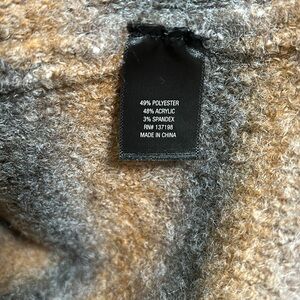 49% POLYESTER
48% ACRYLIC
3% SPANDEX
RN# 137198
MADE IN CHINA